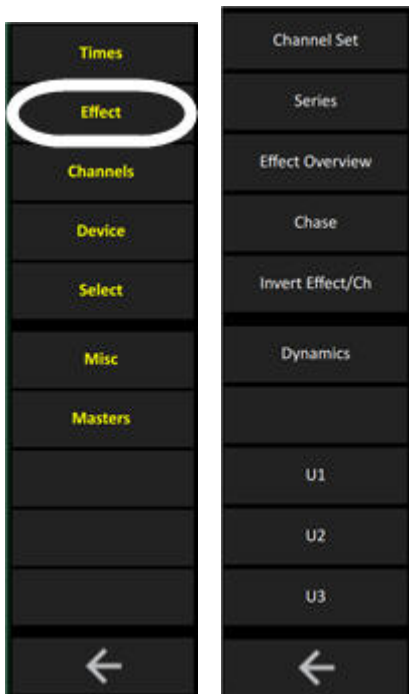 Times
Effect
Channels
Device
Select
Misc
Masters
Channel Set
Series
Effect Overview
Chase
Invert Effect/Ch
Dynamics
U1
U2
U3